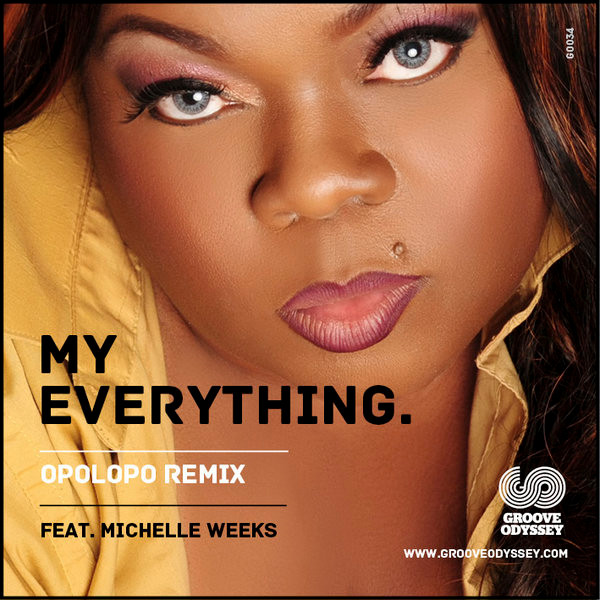 GO034
MY
EVERYTHING.
OPOLOPO REMIX
FEAT. MICHELLE WEEKS
GROOVE
ODYSSEY
WWW.GROOVEODYSSEY.COM